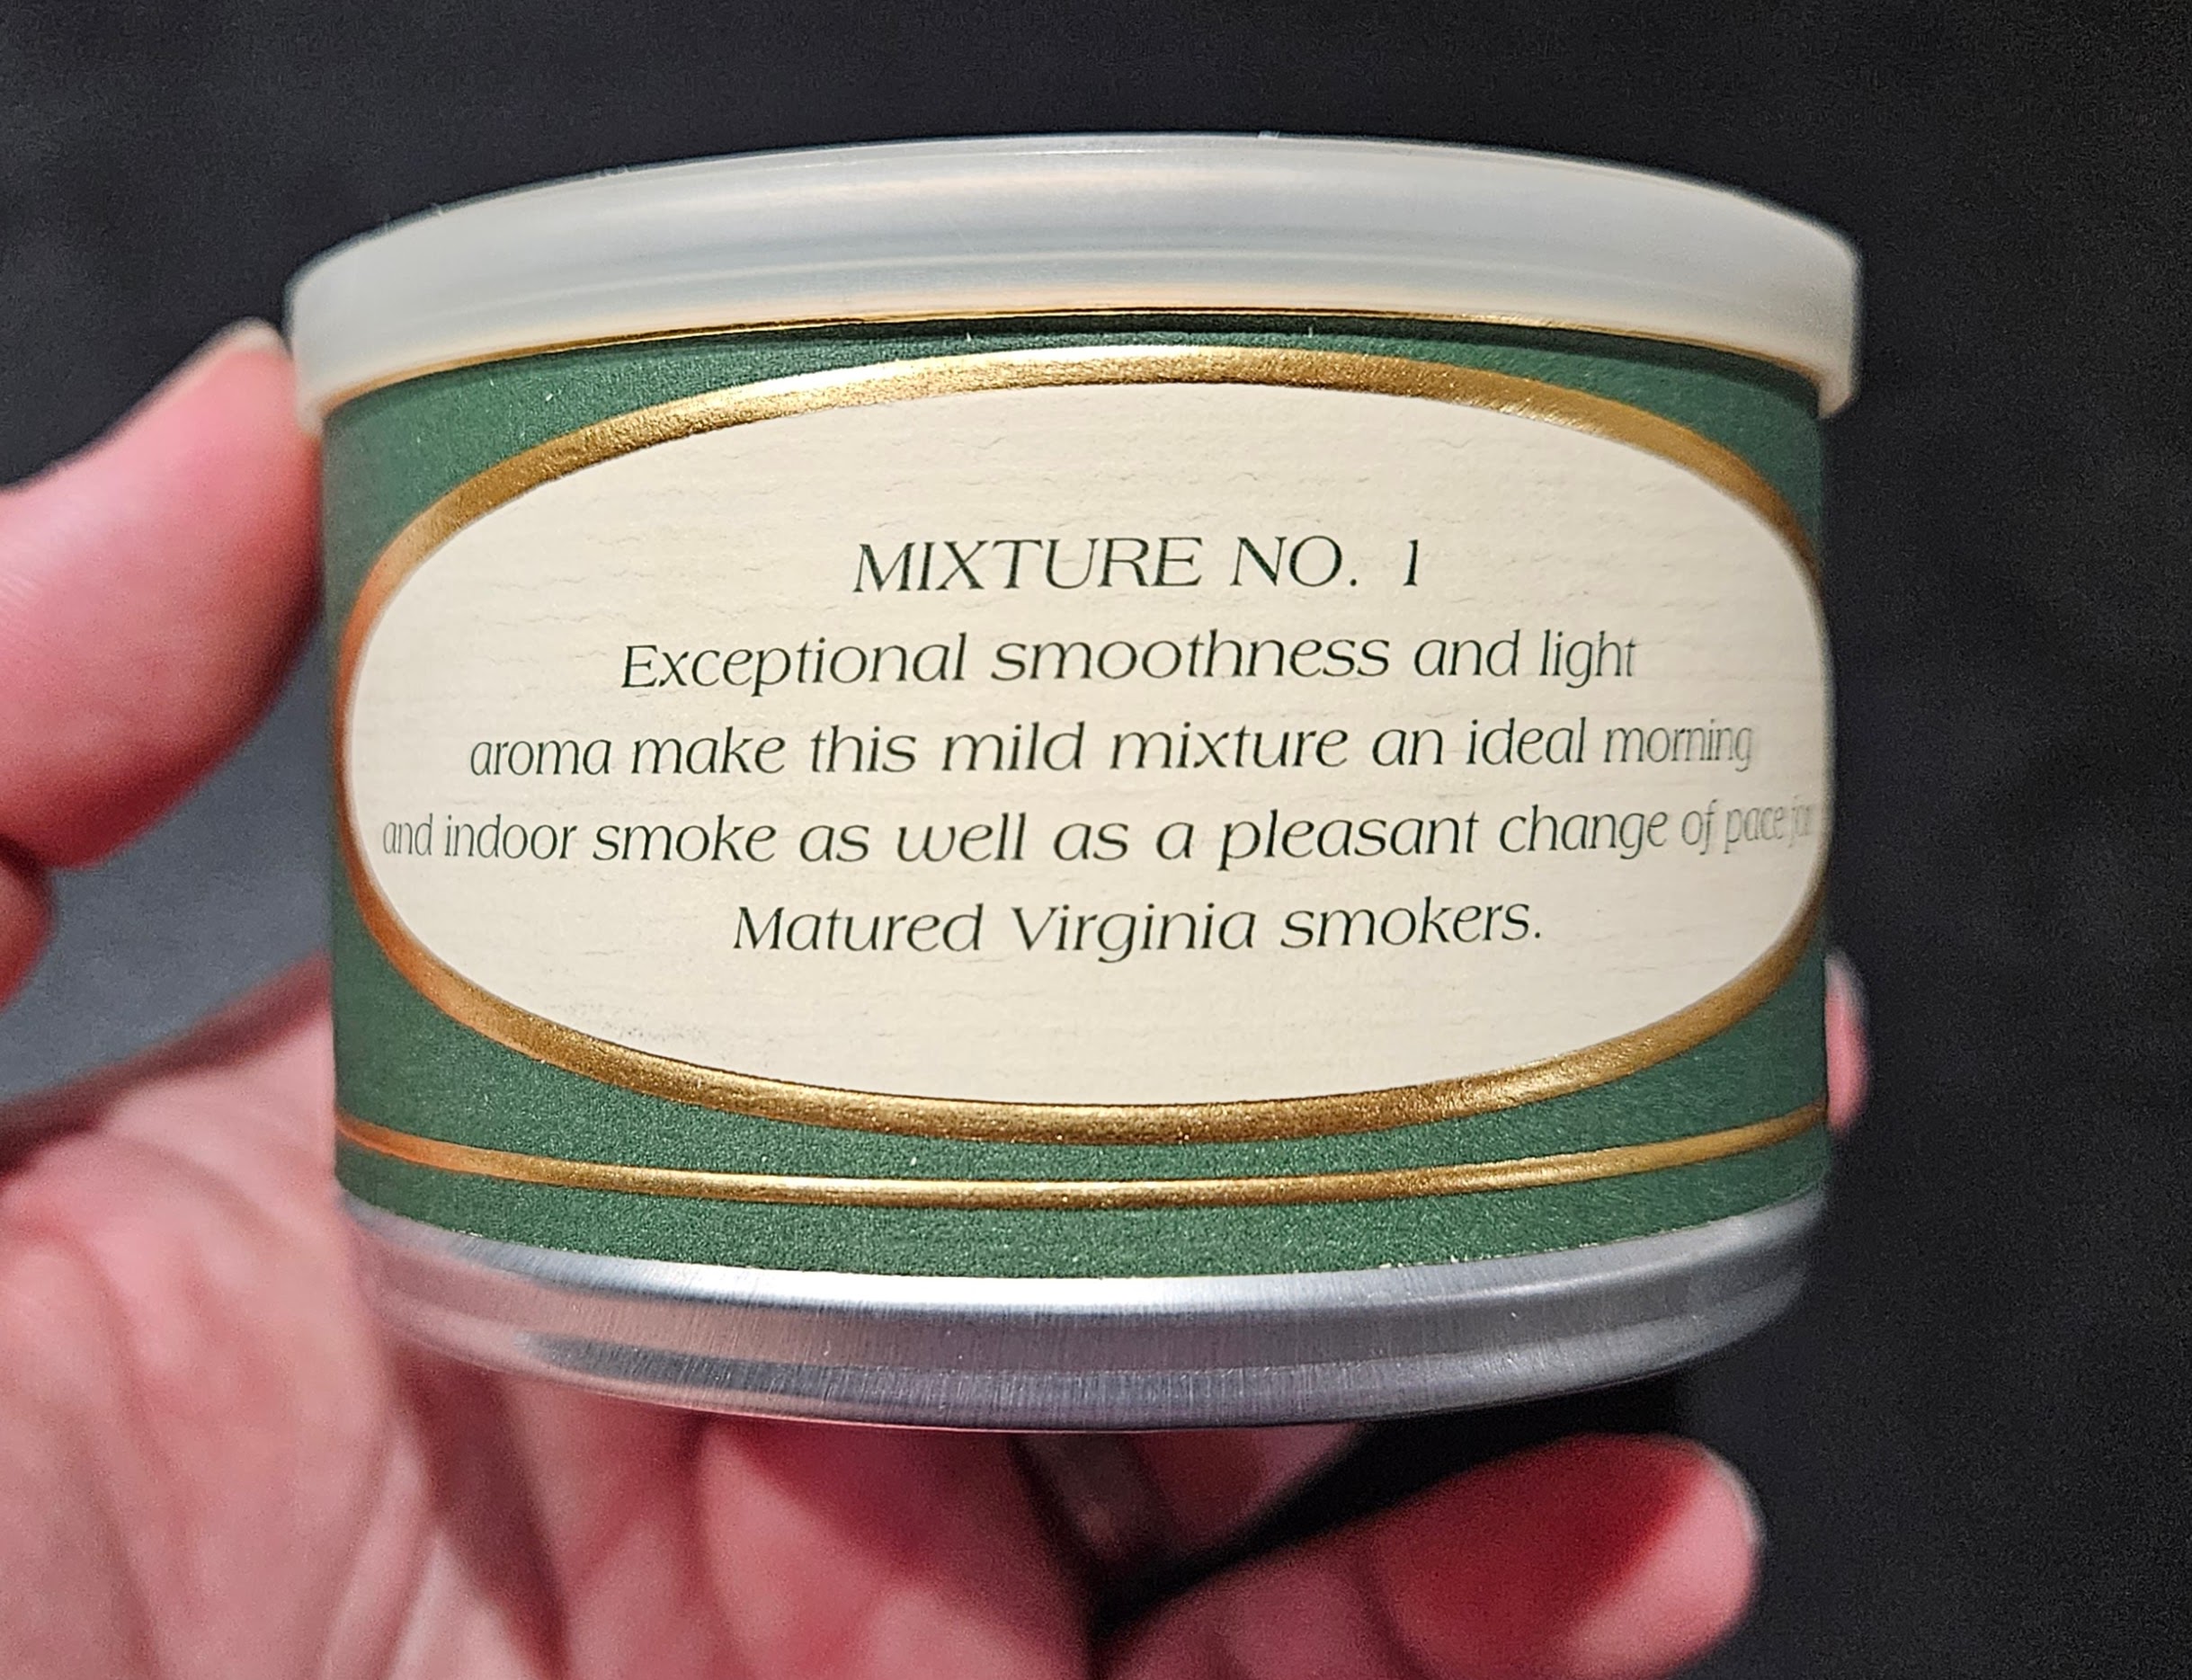 MIXTURE NO. 1
Exceptional smoothness and light
aroma make this mild mixture an ideal morning
and indoor smoke as well as a pleasant change of pace for
Matured Virginia smokers.